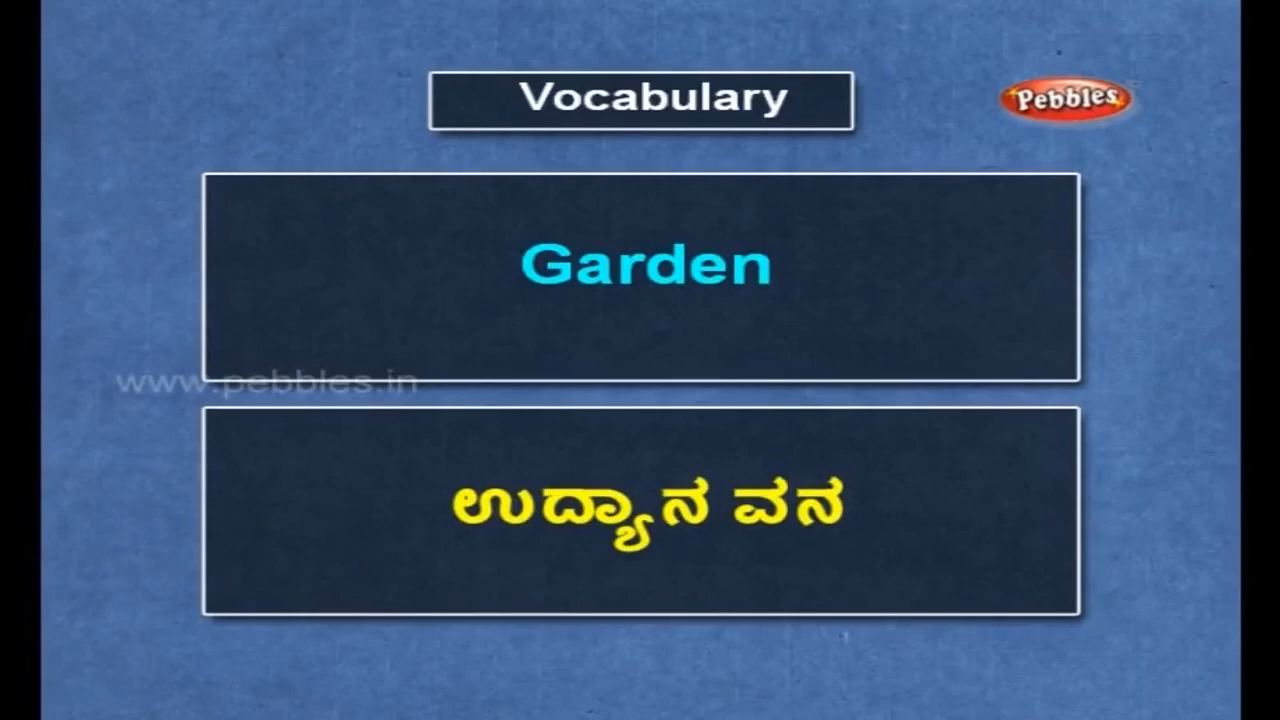 Vocabulary
Pebbles
Garden
www.pebbles.in
ಉದ್ಯಾನ ವನ